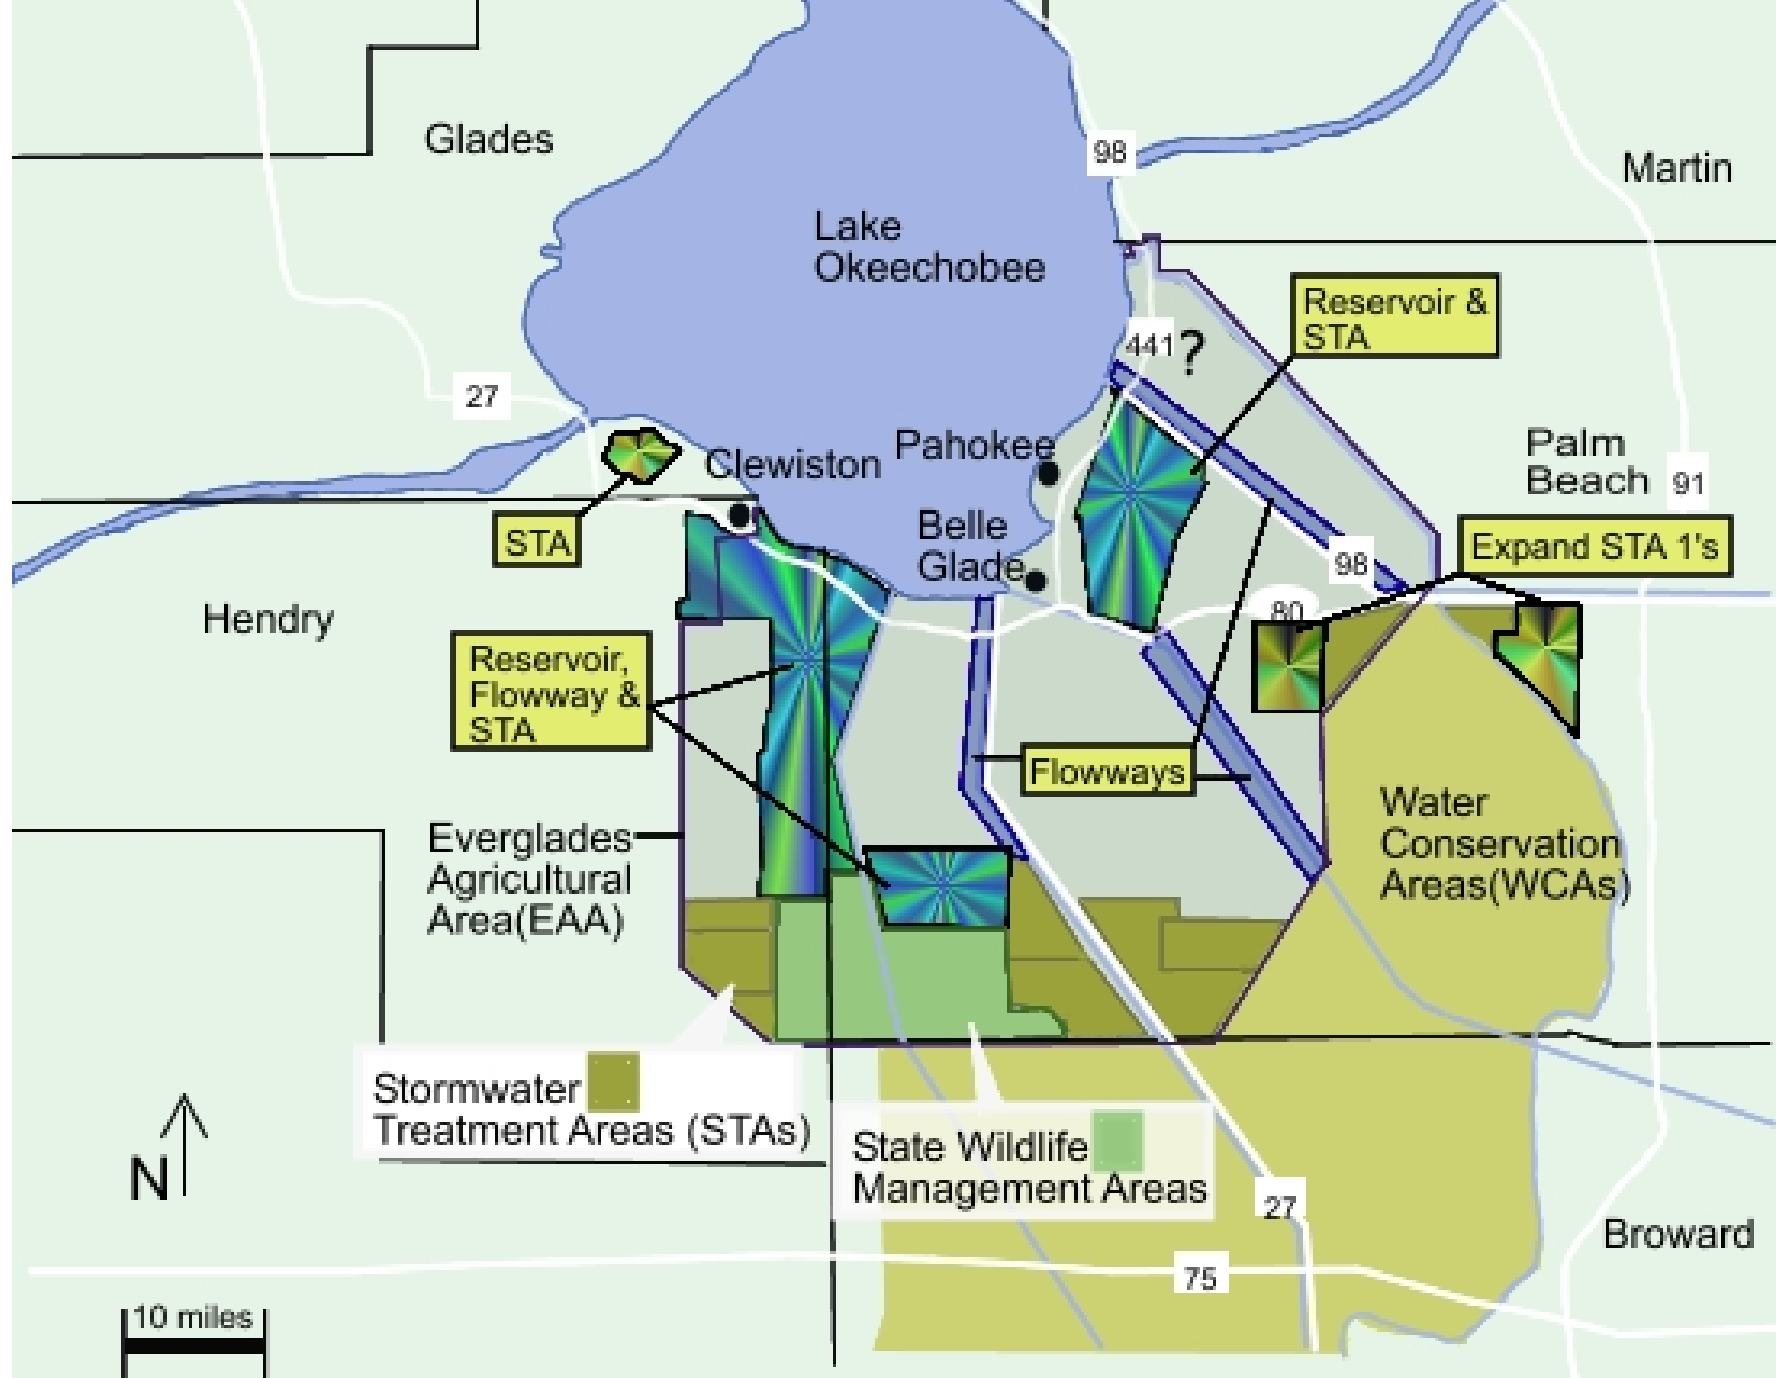 Glades
98
Martin
Lake
Okeechobee
Reservoir &
STA
441
?
27
Clewiston
Pahokee
Palm
Beach
91
STA
Belle
Glade
98
Expand STA 1's
80
Hendry
Reservoir,
Flowway &
STA
Flowways
Everglades
Agricultural
Area(EAA)
Water
Conservation
Areas(WCAs)
Stormwater
Treatment Areas (STAs)
State Wildlife
Management Areas
N
27
Broward
75
10 miles